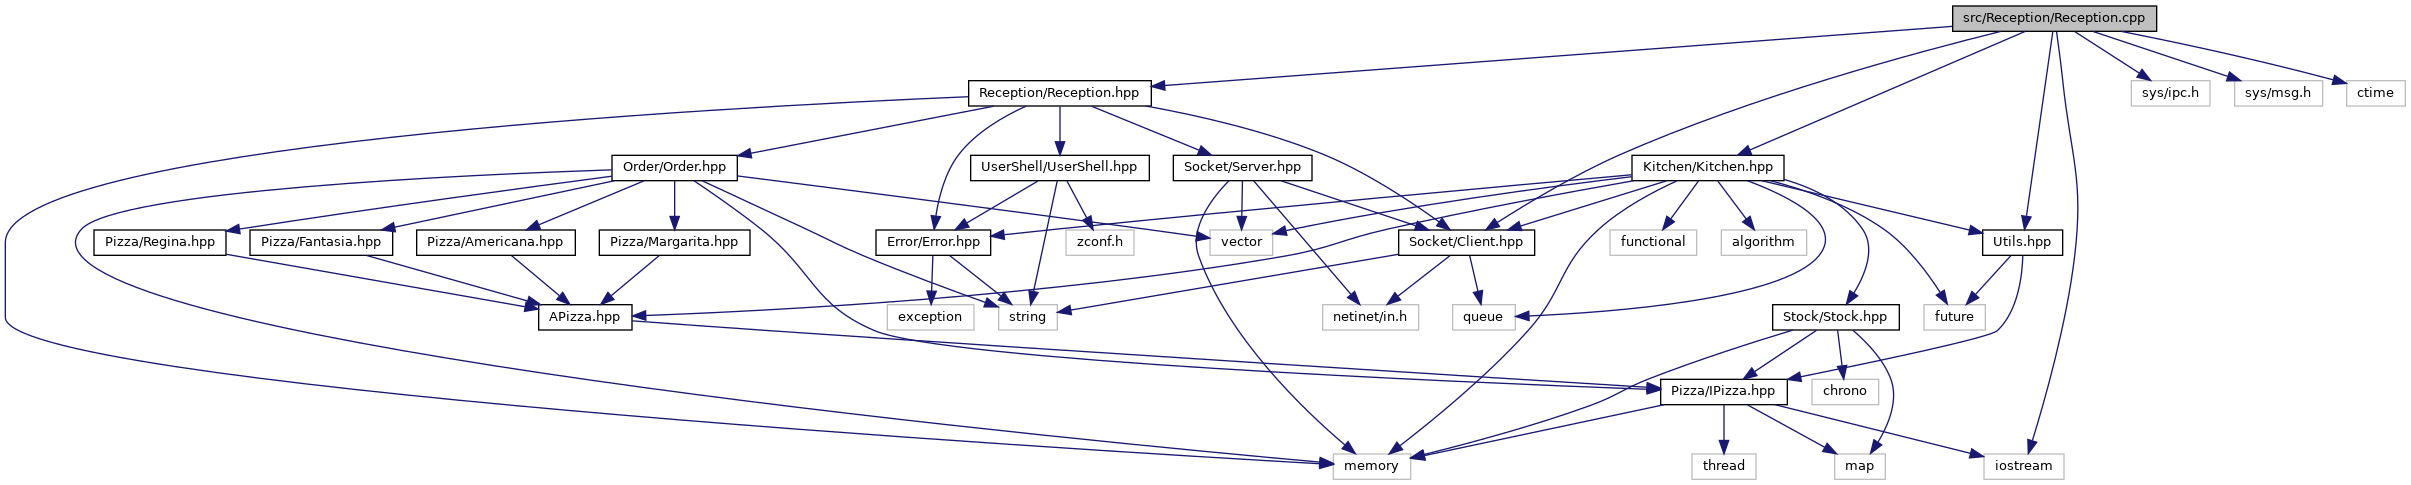 src/Reception/Reception.cpp
Reception/Reception.hpp
sys/ipc.h
sys/msg.h
ctime
Order/Order.hpp
UserShell/UserShell.hpp
Socket/Server.hpp
Kitchen/Kitchen.hpp
Pizza/Regina.hpp
Pizza/Fantasia.hpp
Pizza/Americana.hpp
Pizza/Margarita.hpp
Error/Error.hpp
zconf.h
vector
Socket/Client.hpp
functional
algorithm
Utils.hpp
APizza.hpp
exception
string
netinet/in.h
queue
Stock/Stock.hpp
future
Pizza/IPizza.hpp
chrono
memory
thread
map
iostream